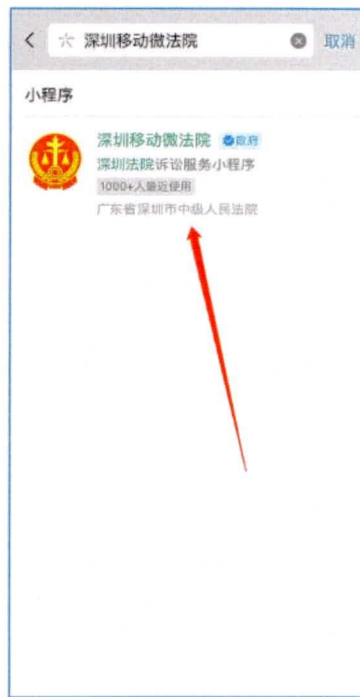 深圳移动微法院
取消
小程序
深圳移动微法院 政府
深圳法院诉讼服务小程序
1000+人最近使用
广东省深圳市中级人民法院